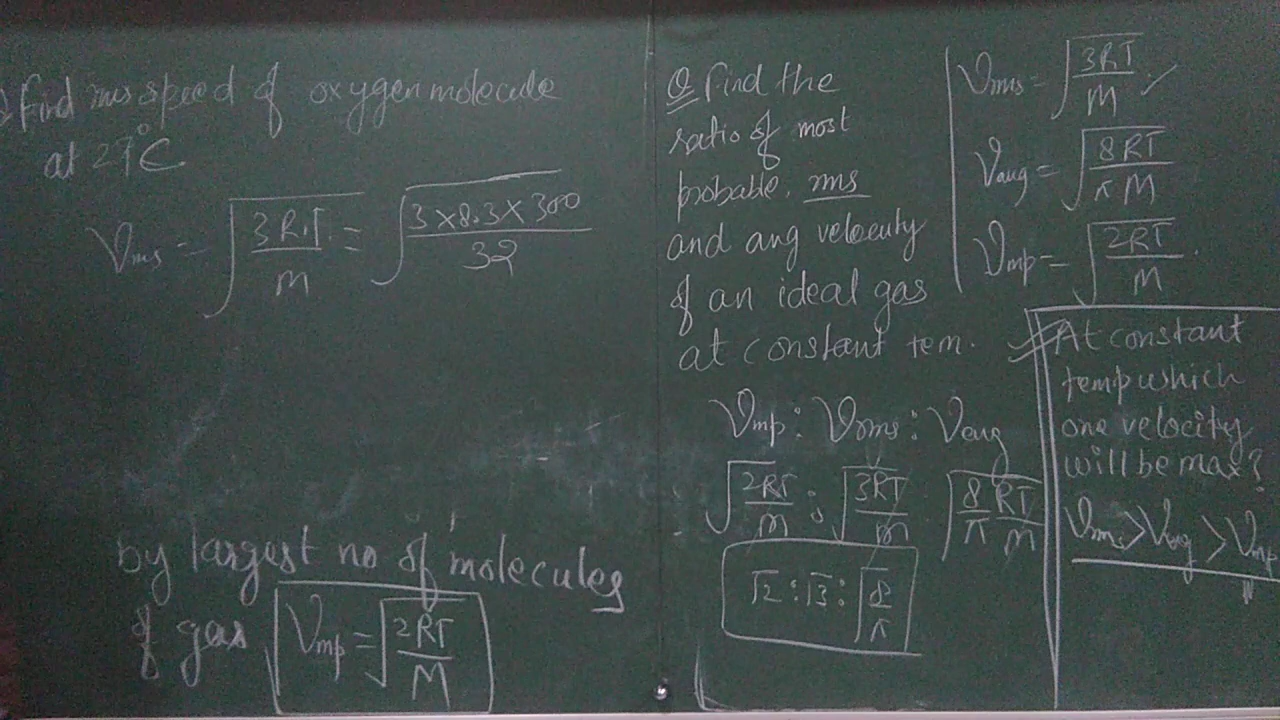 Q Find rms speed of oxygen molecule
at 27°C
Vrms = √(3RT/M) = √(3×8.3×300/32)
by largest no of molecules
of gas Vmp = √(2RT/M)
Q Find the
ratio of most
probable, rms
and avg velocity
of an ideal gas
at constant tem.
Vmp : Vrms : Vavg
√(2RT/M) : √(3RT/M) : √(8/π RT/M)
√2 : √3 : √(8/π)
Vrms = √(3RT/M) ✓
Vavg = √(8RT/πM)
Vmp = √(2RT/M)
At constant
temp which
one velocity
will be max?
Vrms > Vavg > Vmp